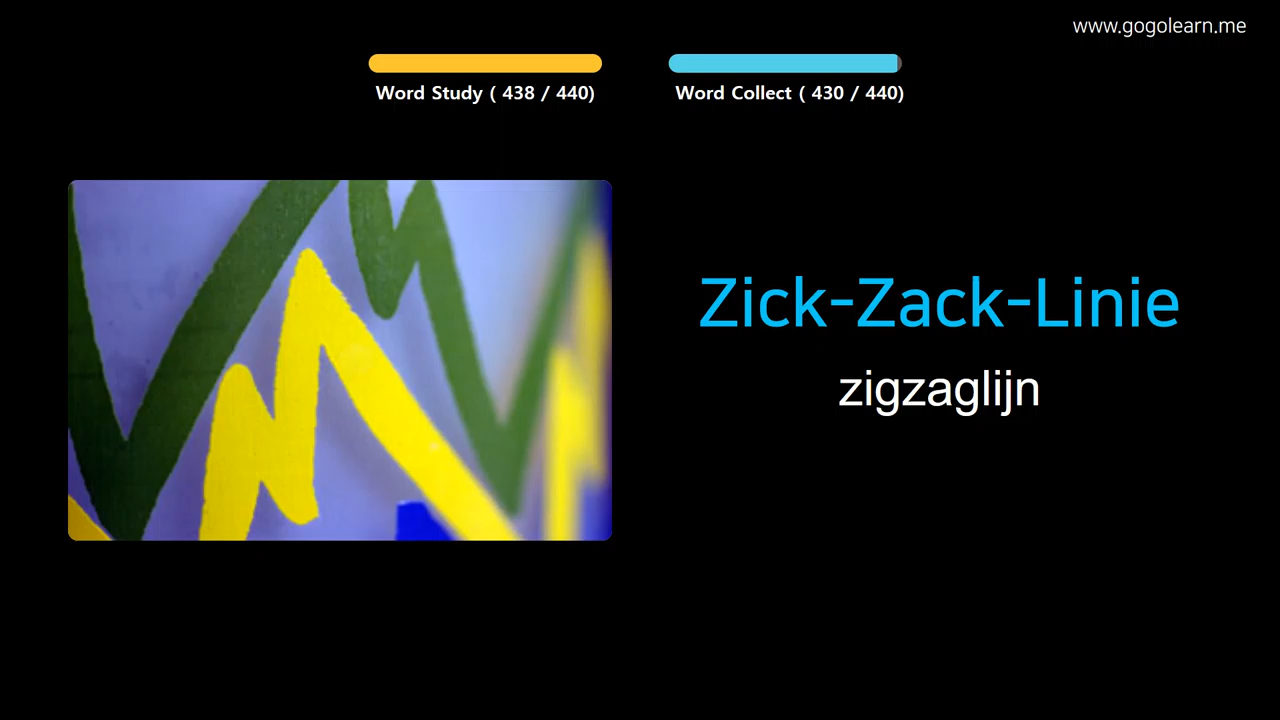 www.gogolearn.me
Word Study ( 438 / 440)
Word Collect ( 430 / 440)
Zick-Zack-Linie
zigzaglijn